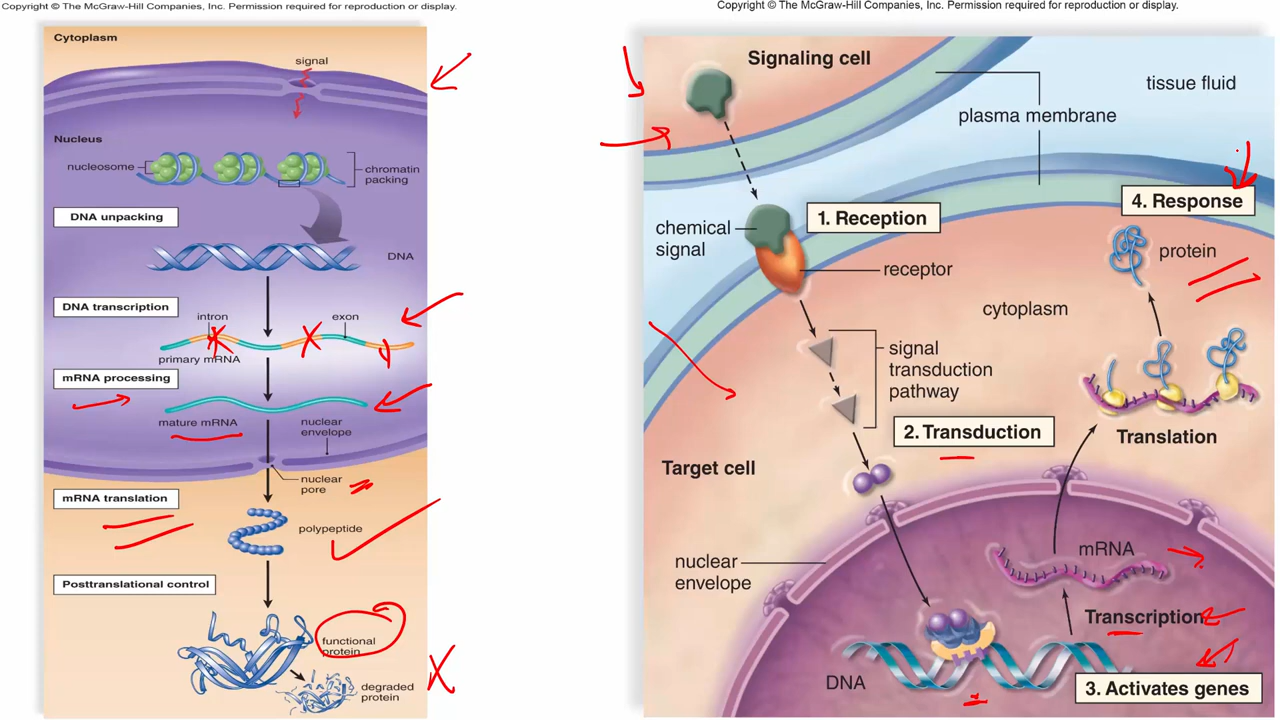 Copyright © The McGraw-Hill Companies, Inc. Permission required for reproduction or display.
Cytoplasm
signal
Nucleus
nucleosome
chromatin
packing
DNA unpacking
DNA
DNA transcription
intron
exon
primary mRNA
mRNA processing
mature mRNA
nuclear
envelope
nuclear
pore
mRNA translation
polypeptide
Posttranslational control
functional
protein
degraded
protein
Copyright © The McGraw-Hill Companies, Inc. Permission required for reproduction or display.
Signaling cell
tissue fluid
plasma membrane
4. Response
chemical
signal
1. Reception
protein
receptor
cytoplasm
signal
transduction
pathway
2. Transduction
Translation
Target cell
nuclear
envelope
mRNA
Transcription
DNA
3. Activates genes